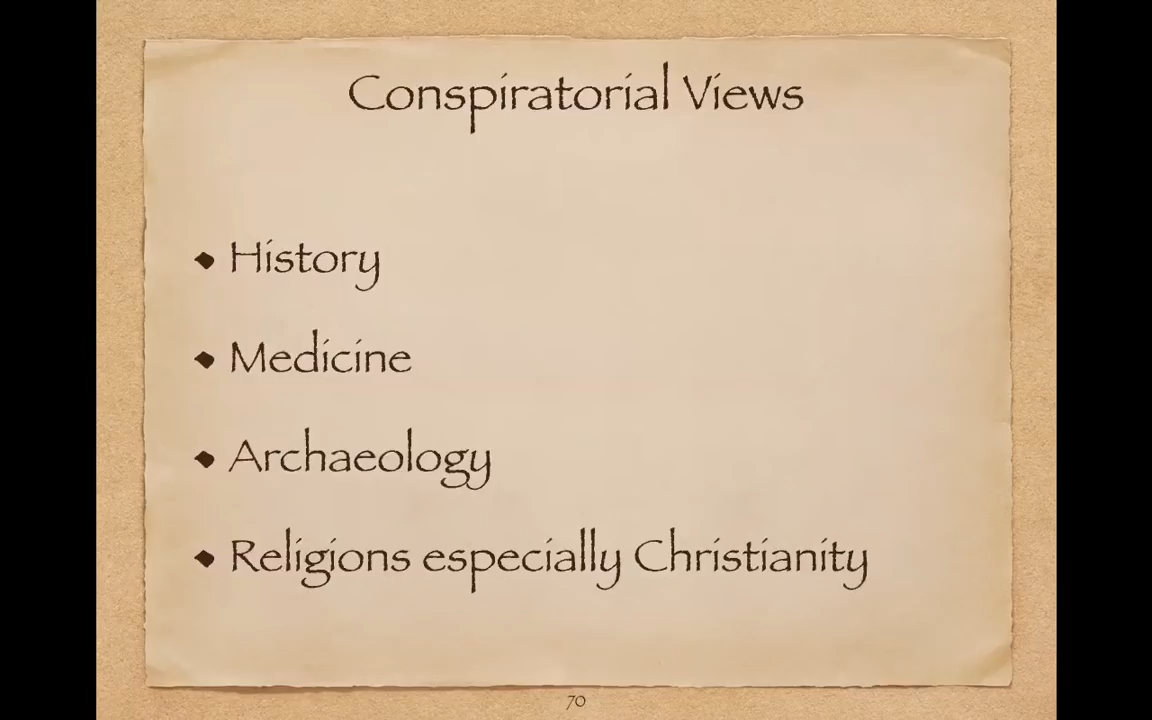 Conspiratorial Views
• History
• Medicine
• Archaeology
• Religions especially Christianity
70